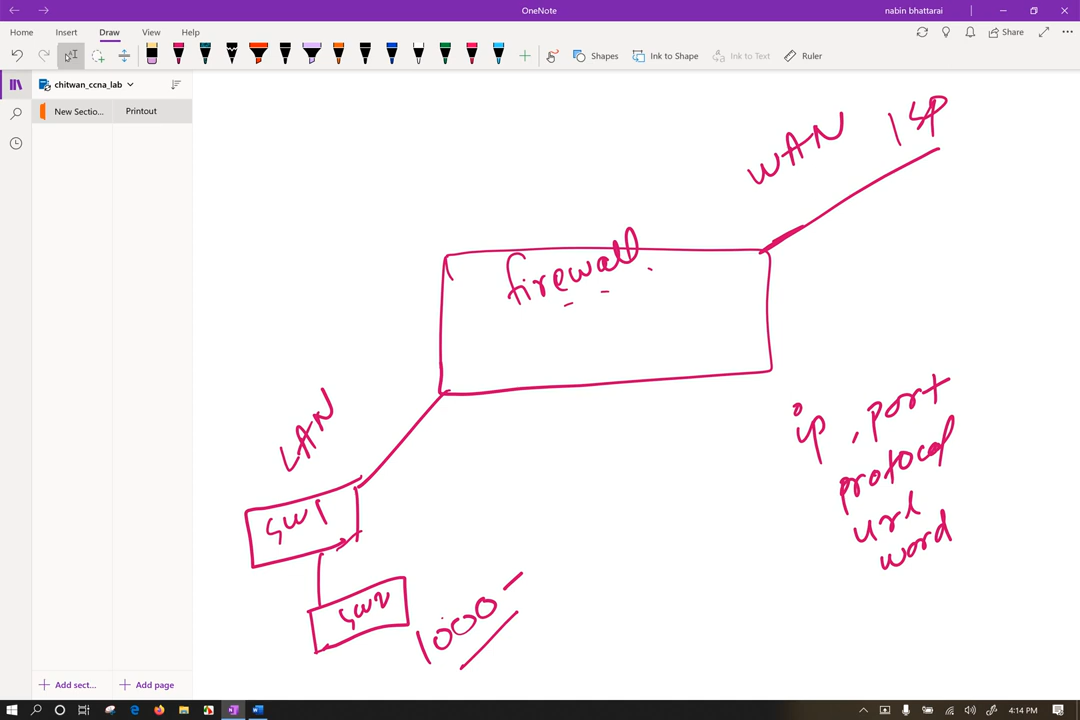 OneNote
nabin bhattarai
Home Insert Draw View Help
Share
Shapes
Ink to Shape
Ink to Text
Ruler
chitwan_ccna_lab
New Sectio...
Printout
WAN ISP
firewall
LAN
ip, port
protocol
url
word
SW1
SW2
1000
Add sect...
Add page
4:14 PM